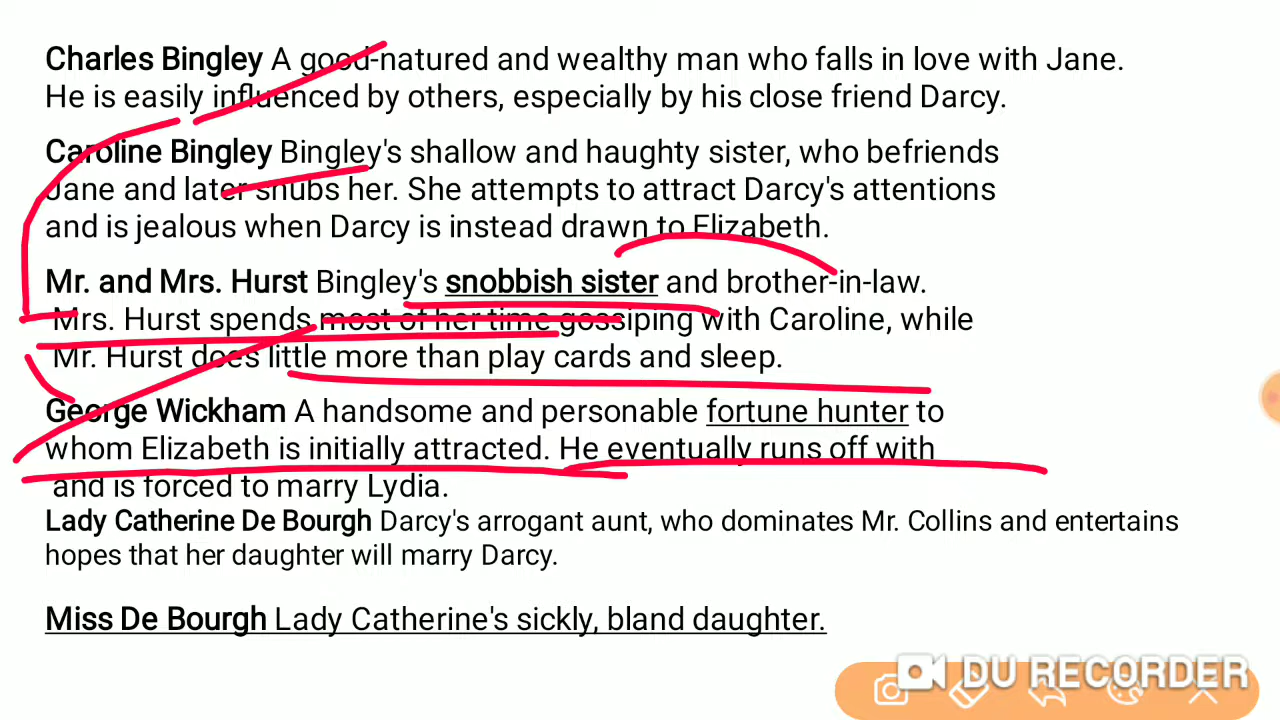 Charles Bingley A good-natured and wealthy man who falls in love with Jane.
He is easily influenced by others, especially by his close friend Darcy.
Caroline Bingley Bingley's shallow and haughty sister, who befriends
Jane and later snubs her. She attempts to attract Darcy's attentions
and is jealous when Darcy is instead drawn to Elizabeth.
Mr. and Mrs. Hurst Bingley's snobbish sister and brother-in-law.
Mrs. Hurst spends most of her time gossiping with Caroline, while
Mr. Hurst does little more than play cards and sleep.
George Wickham A handsome and personable fortune hunter to
whom Elizabeth is initially attracted. He eventually runs off with
and is forced to marry Lydia.
Lady Catherine De Bourgh Darcy's arrogant aunt, who dominates Mr. Collins and entertains
hopes that her daughter will marry Darcy.
Miss De Bourgh Lady Catherine's sickly, bland daughter.
DU RECORDER